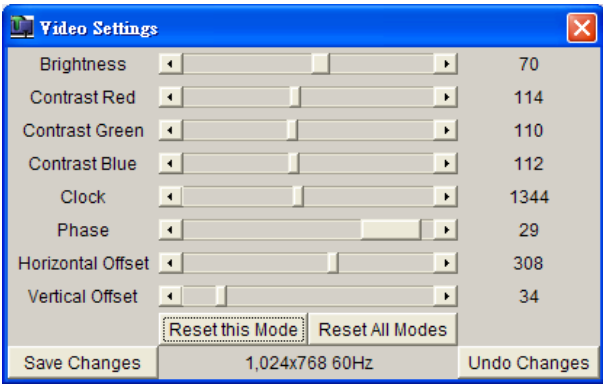 Video Settings
Brightness 70
Contrast Red 114
Contrast Green 110
Contrast Blue 112
Clock 1344
Phase 29
Horizontal Offset 308
Vertical Offset 34
Reset this Mode Reset All Modes
Save Changes 1,024x768 60Hz Undo Changes